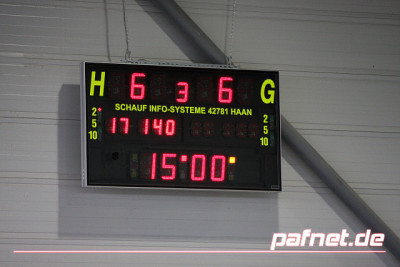 H 6 3 6 G
SCHAUF INFO-SYSTEME 42781 HAAN
2 2
5 17 140 5
10 10
15:00
pafnet.de